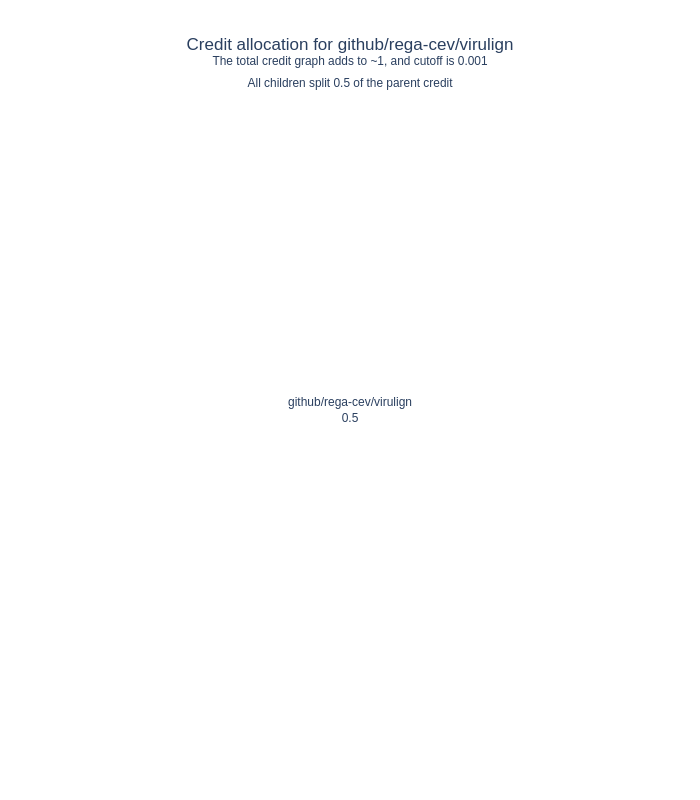 Credit allocation for github/rega-cev/virulign
The total credit graph adds to ~1, and cutoff is 0.001
All children split 0.5 of the parent credit
github/rega-cev/virulign
0.5